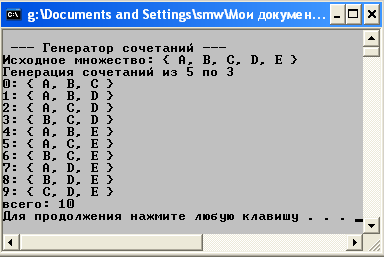 g:\Documents and Settings\smw\Мои докумен...
--- Генератор сочетаний ---
Исходное множество: { A, B, C, D, E }
Генерация сочетаний из 5 по 3
0: { A, B, C }
1: { A, B, D }
2: { A, C, D }
3: { B, C, D }
4: { A, B, E }
5: { A, C, E }
6: { B, C, E }
7: { A, D, E }
8: { B, D, E }
9: { C, D, E }
всего: 10
Для продолжения нажмите любую клавишу . . .